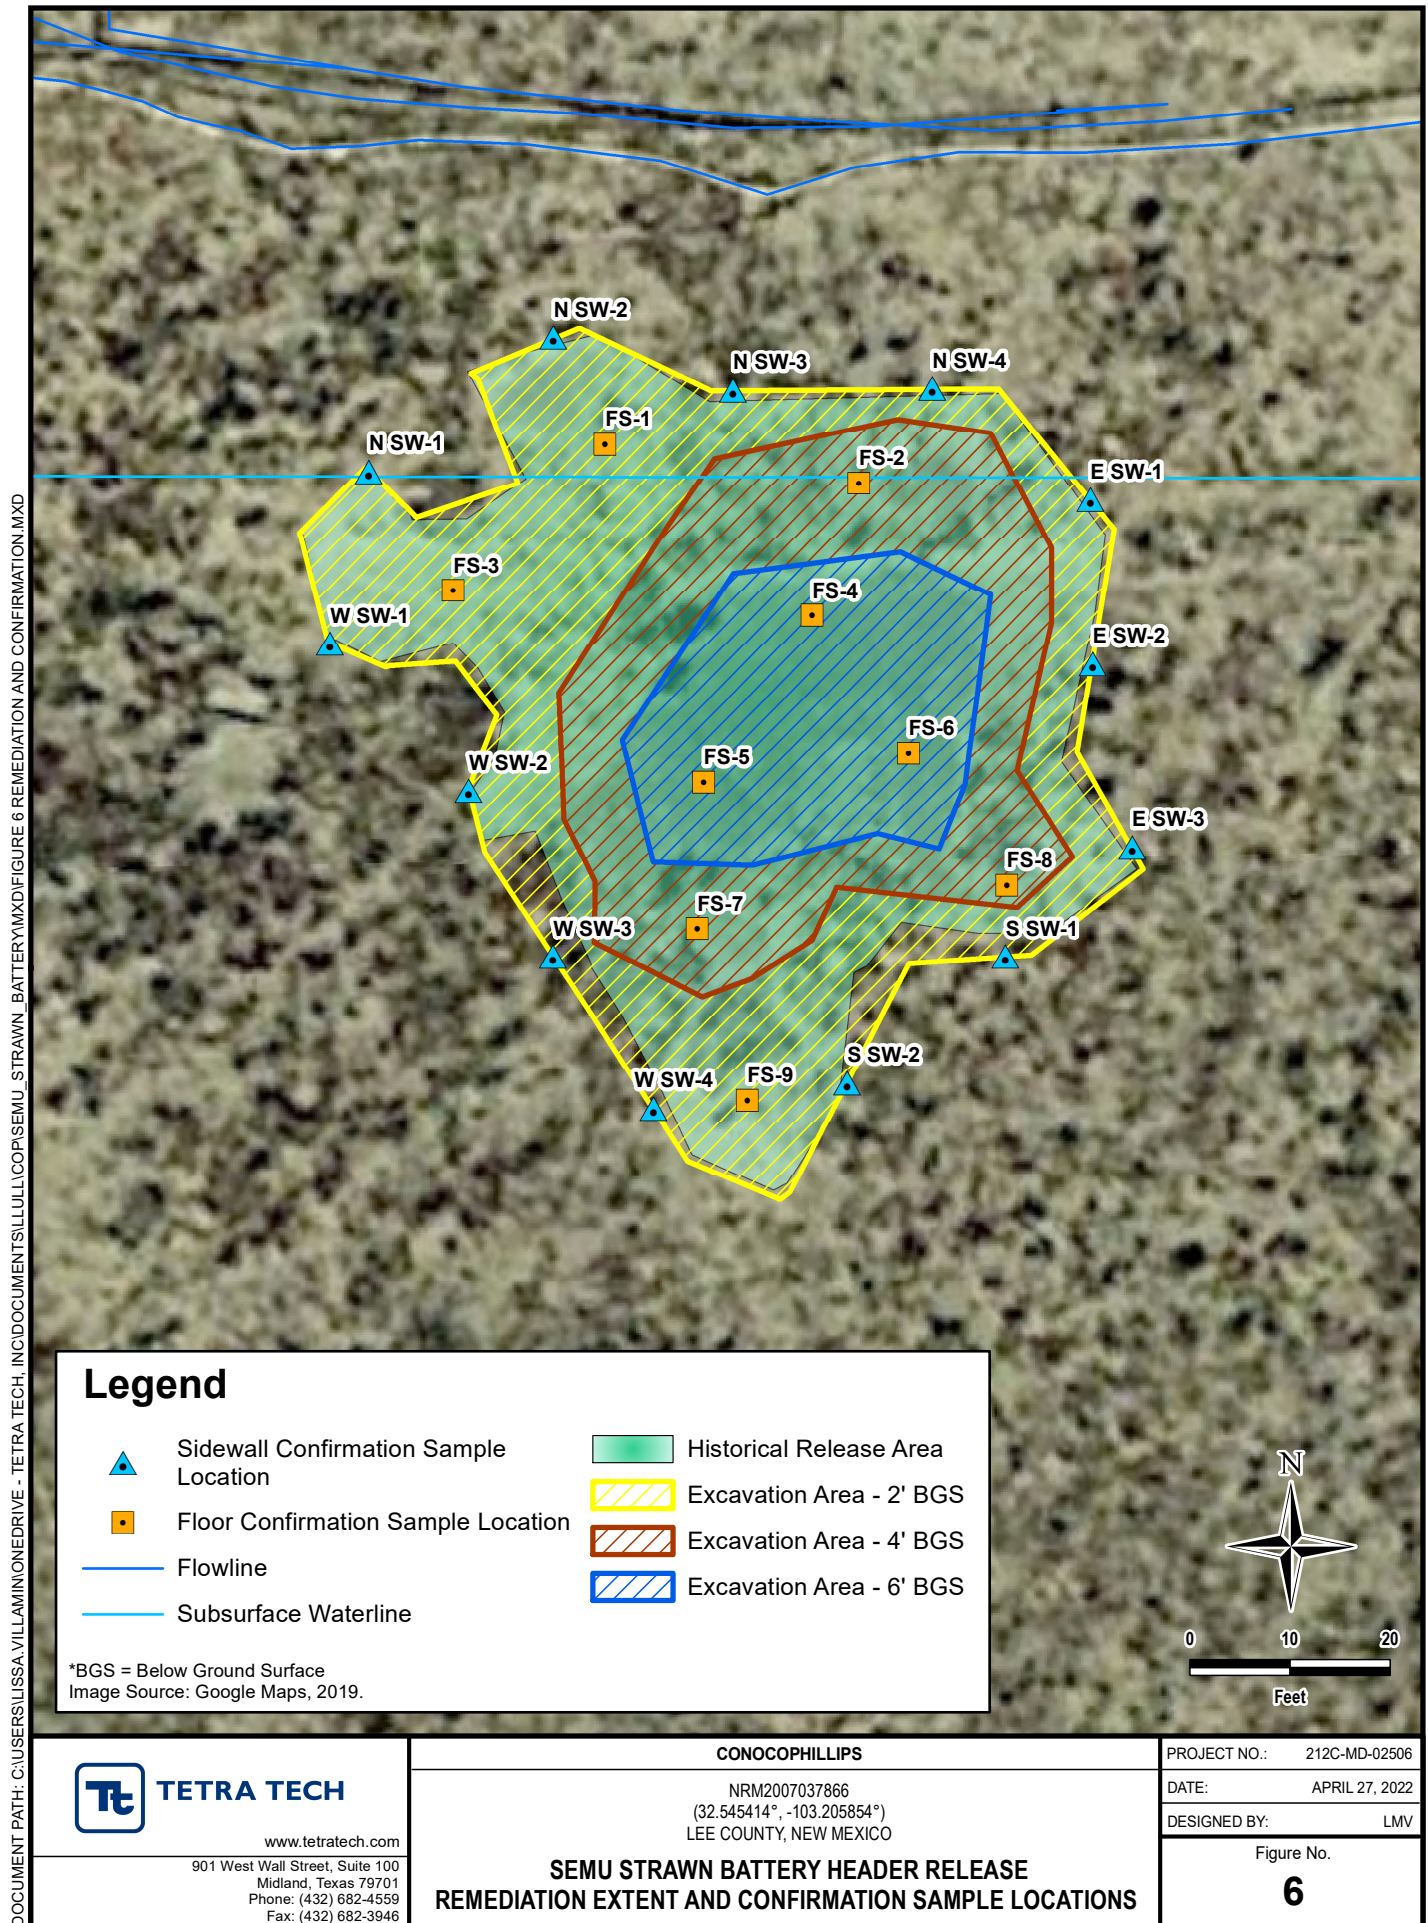 N SW-2
N SW-3
N SW-4
FS-1
N SW-1
FS-2
E SW-1
FS-3
FS-4
W SW-1
E SW-2
FS-6
W SW-2
FS-5
E SW-3
FS-8
FS-7
W SW-3
S SW-1
S SW-2
W SW-4
FS-9
DOCUMENT PATH: C:\USERS\LISSA.VILLAMIN\ONEDRIVE - TETRA TECH, INC\DOCUMENTS\LLULL\COP\SEMU_STRAWN_BATTERY\MXD\FIGURE 6 REMEDIATION AND CONFIRMATION.MXD
Legend
Sidewall Confirmation Sample
Location
Floor Confirmation Sample Location
Flowline
Subsurface Waterline
Historical Release Area
Excavation Area - 2' BGS
Excavation Area - 4' BGS
Excavation Area - 6' BGS
*BGS = Below Ground Surface
Image Source: Google Maps, 2019.
N
0 10 20
Feet
Tt TETRA TECH
www.tetratech.com
901 West Wall Street, Suite 100
Midland, Texas 79701
Phone: (432) 682-4559
Fax: (432) 682-3946
CONOCOPHILLIPS
NRM2007037866
(32.545414°, -103.205854°)
LEE COUNTY, NEW MEXICO
SEMU STRAWN BATTERY HEADER RELEASE
REMEDIATION EXTENT AND CONFIRMATION SAMPLE LOCATIONS
PROJECT NO.: 212C-MD-02506
DATE: APRIL 27, 2022
DESIGNED BY: LMV
Figure No.
6